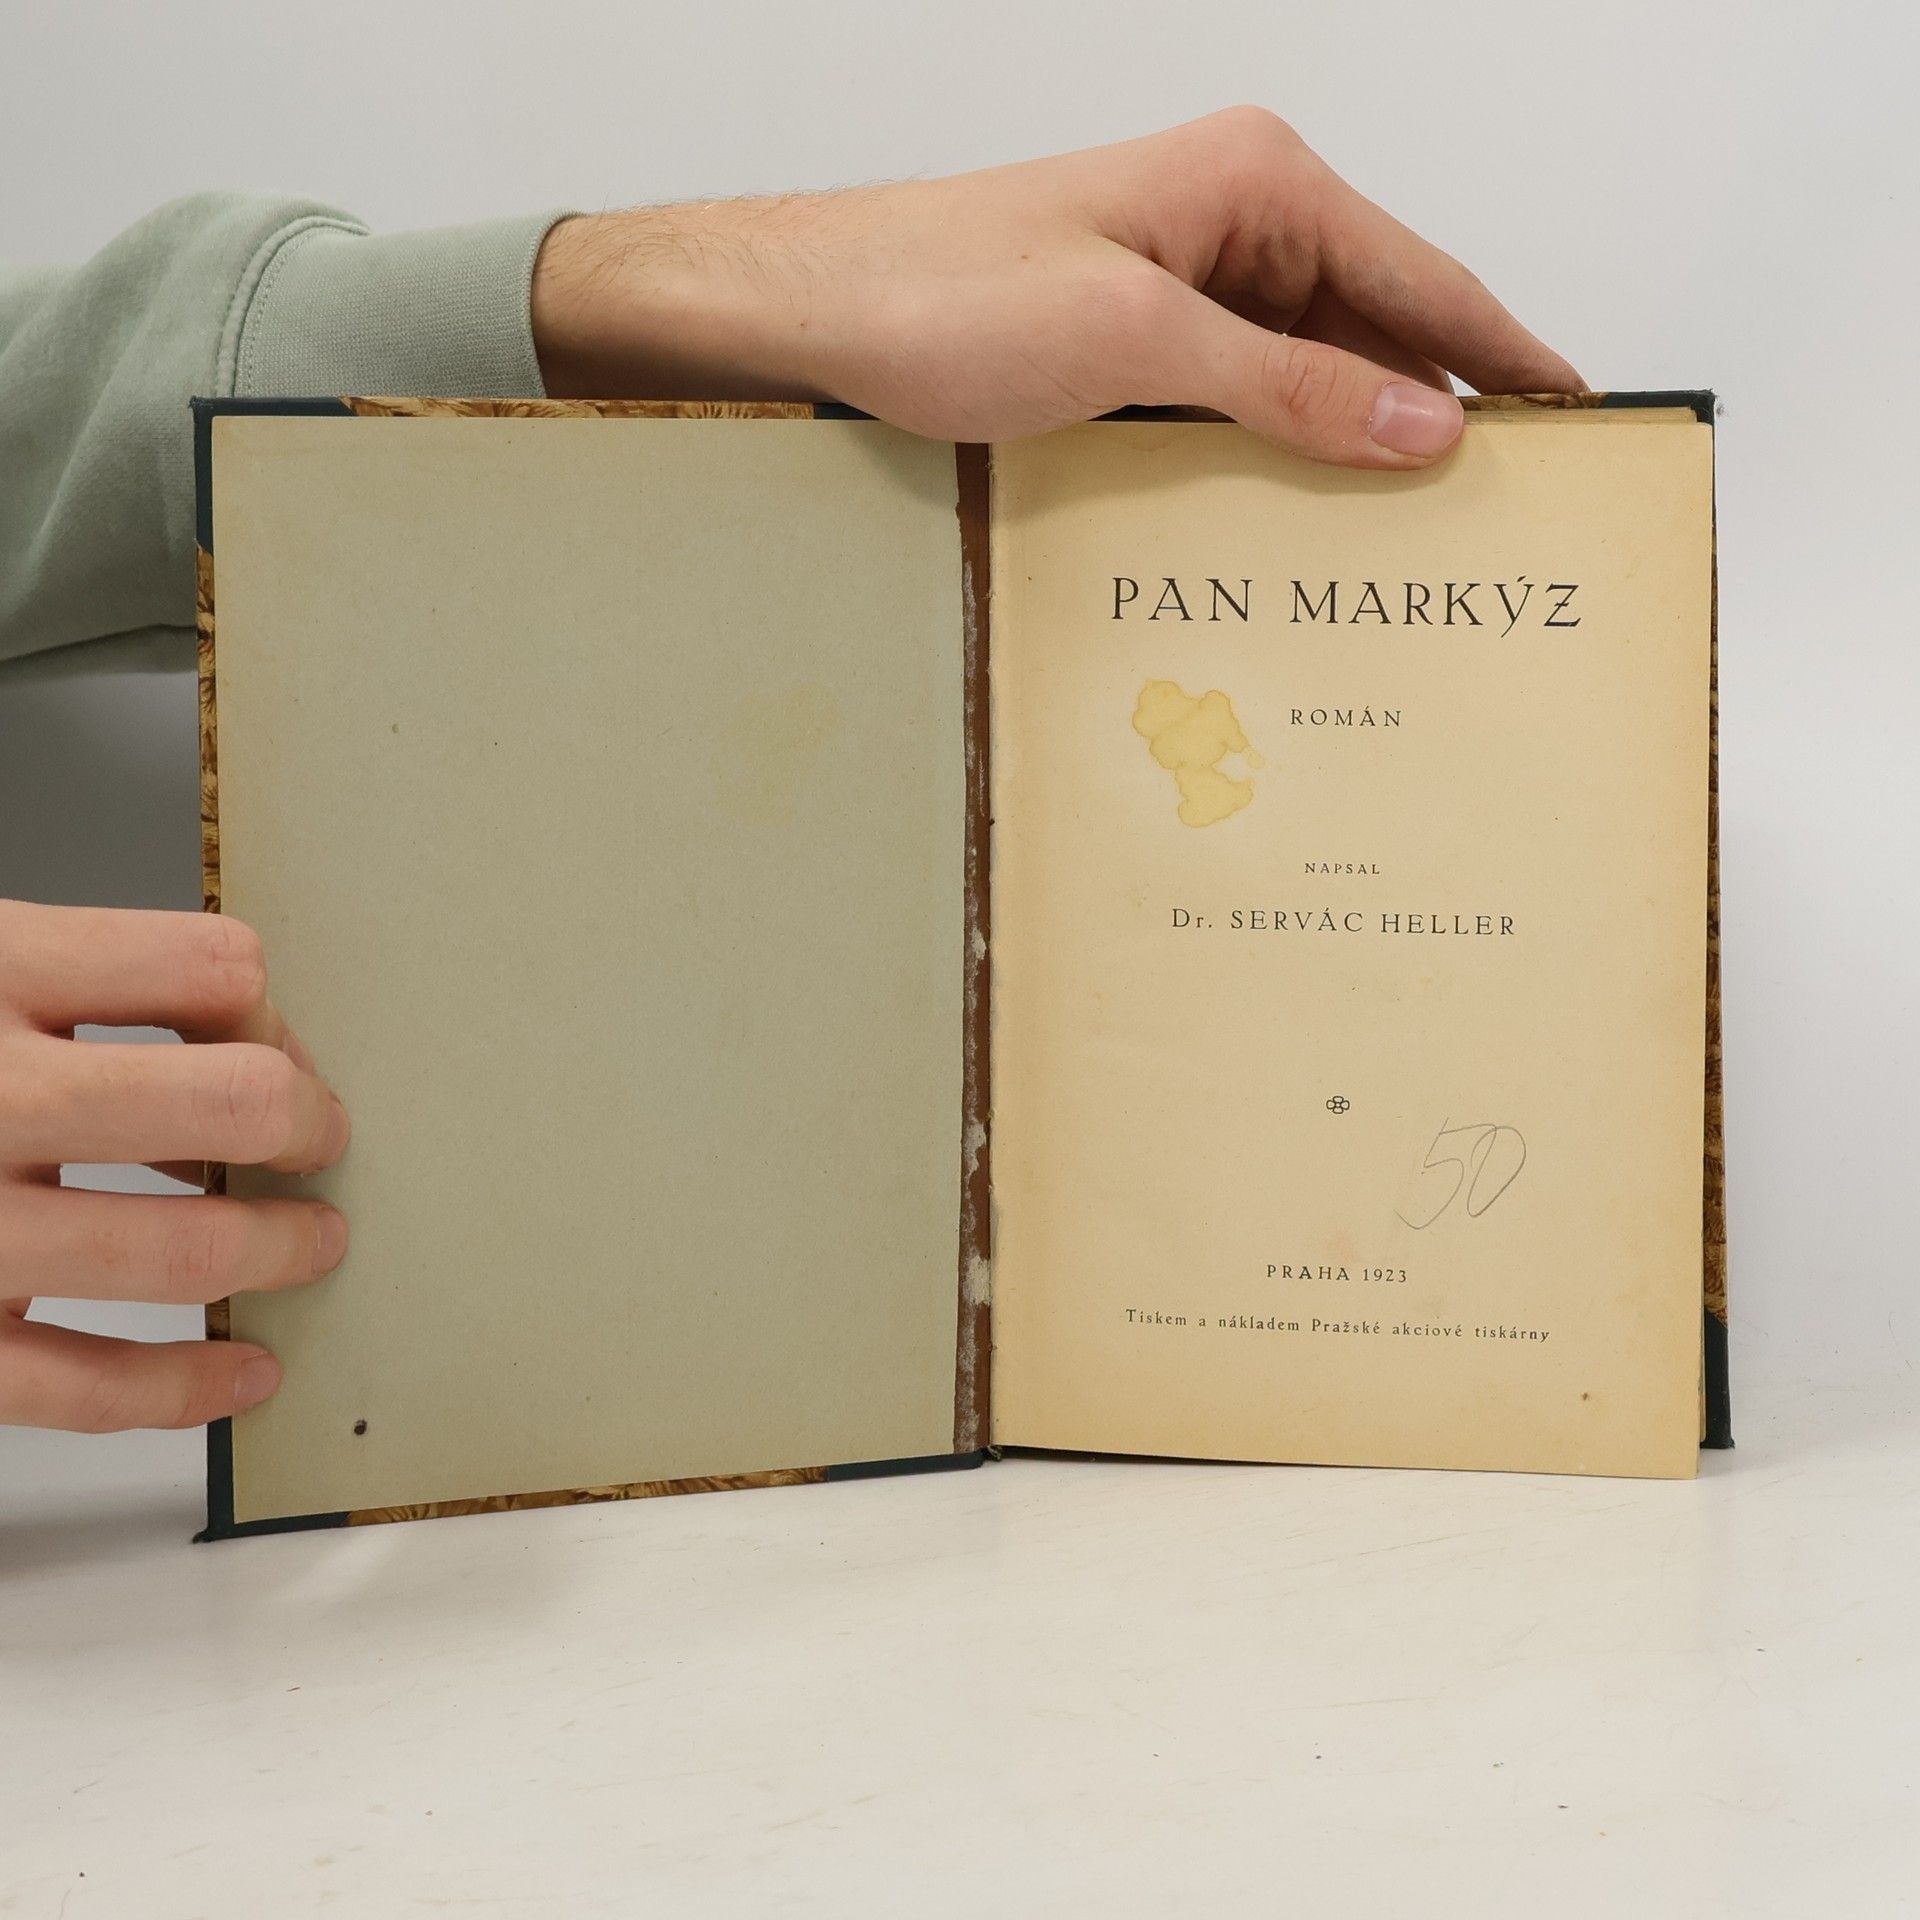 PAN MARKÝZ
ROMÁN
NAPSAL
Dr. SERVÁC HELLER
50
PRAHA 1923
Tiskem a nákladem Pražské akciové tiskárny